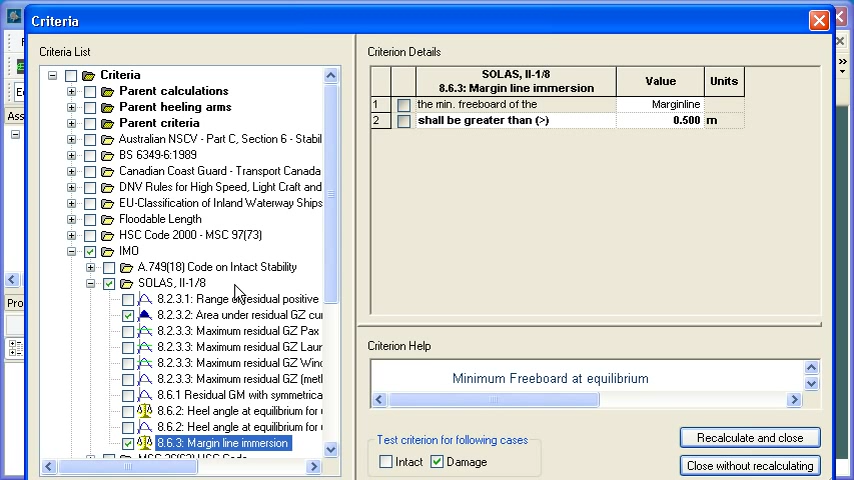 Criteria
Criteria List
Criteria
Parent calculations
Parent heeling arms
Parent criteria
Australian NSCV - Part C, Section 6 - Stabil
BS 6349-6:1989
Canadian Coast Guard - Transport Canada
DNV Rules for High Speed, Light Craft and
EU-Classification of Inland Waterway Ships
Floodable Length
HSC Code 2000 - MSC 97(73)
IMO
A.749(18) Code on Intact Stability
SOLAS, II-1/8
8.2.3.1: Range of residual positive
8.2.3.2: Area under residual GZ cur
8.2.3.3: Maximum residual GZ Pax
8.2.3.3: Maximum residual GZ Laun
8.2.3.3: Maximum residual GZ Wind
8.2.3.3: Maximum residual GZ (meth
8.6.1 Residual GM with symmetrica
8.6.2: Heel angle at equilibrium for u
8.6.2: Heel angle at equilibrium for u
8.6.3: Margin line immersion
Criterion Details
SOLAS, II-1/8
8.6.3: Margin line immersion Value Units
1 the min. freeboard of the Marginline
2 shall be greater than (>) 0.500 m
Criterion Help
Minimum Freeboard at equilibrium
Test criterion for following cases
Intact Damage
Recalculate and close
Close without recalculating
Ass
Pro